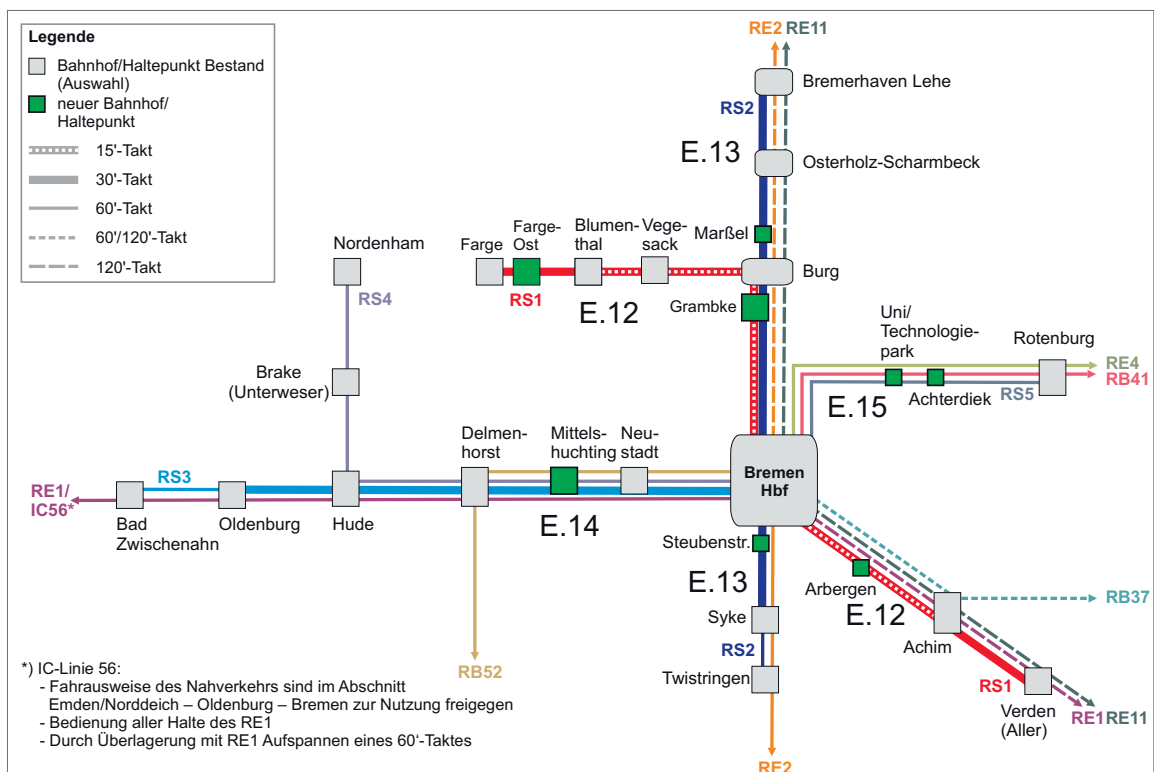 Legende
Bahnhof/Haltepunkt Bestand
(Auswahl)
neuer Bahnhof/
Haltepunkt
15'-Takt
30'-Takt
60'-Takt
60'/120'-Takt
120'-Takt
RE2 RE11
Bremerhaven Lehe
RS2
E.13
Osterholz-Scharmbeck
Marßel
Nordenham
Farge
Farge-
Ost
Blumen-
thal
Vege-
sack
Burg
RS4
RS1
E.12
Grambke
Uni/
Technologie-
park
Rotenburg
RE4
RB41
Achterdiek
RS5
E.15
Brake
(Unterweser)
Delmen-
horst
Mittels-
huchting
Neu-
stadt
Bremen
Hbf
RS3
RE1/
IC56*
Bad
Zwischenahn
Oldenburg
Hude
E.14
Steubenstr.
E.13
Arbergen
E.12
RB37
Syke
Achim
RS2
RB52
Twistringen
RS1
Verden
(Aller)
RE1 RE11
RE2
*) IC-Linie 56:
- Fahrausweise des Nahverkehrs sind im Abschnitt
Emden/Norddeich – Oldenburg – Bremen zur Nutzung freigegen
- Bedienung aller Halte des RE1
- Durch Überlagerung mit RE1 Aufspannen eines 60‘-Taktes